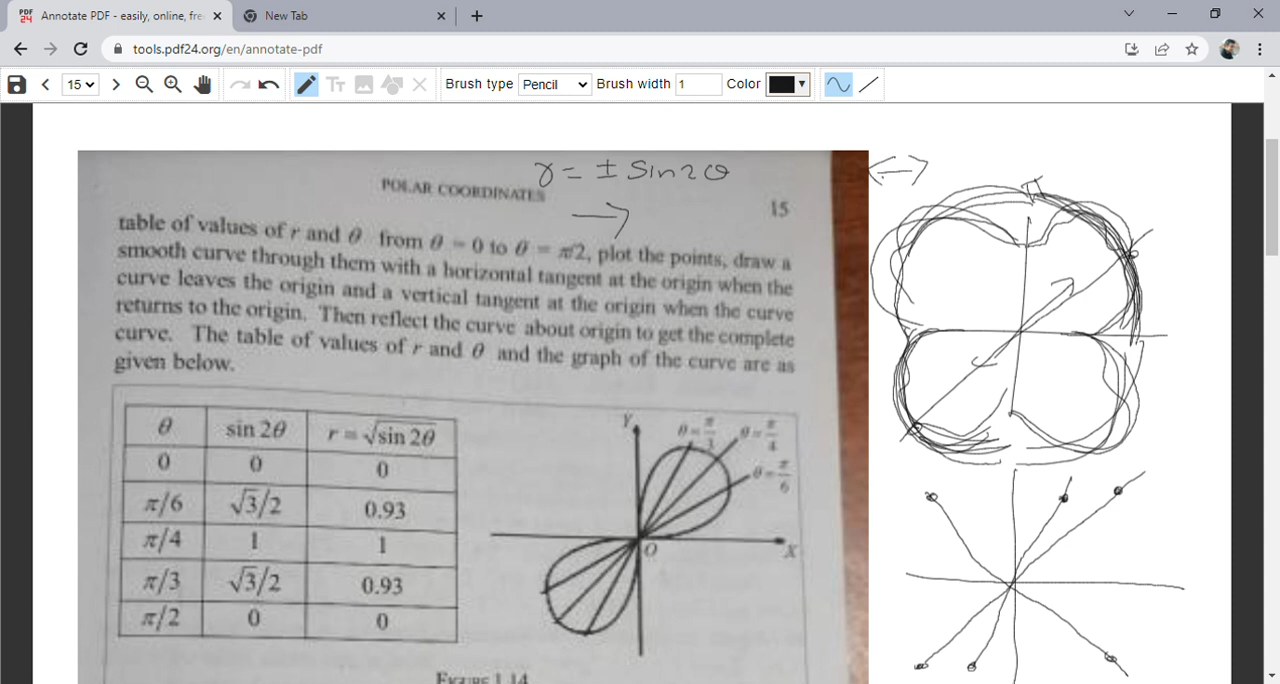 PDF 24
Annotate PDF - easily, online, fre
New Tab
tools.pdf24.org/en/annotate-pdf
15 Brush type Pencil Brush width 1 Color
r = ± Sin2θ
POLAR COORDINATES
15
table of values of r and θ from θ = 0 to θ = π/2, plot the points, draw a
smooth curve through them with a horizontal tangent at the origin when the
curve leaves the origin and a vertical tangent at the origin when the curve
returns to the origin. Then reflect the curve about origin to get the complete
curve. The table of values of r and θ and the graph of the curve are as
given below.
θ sin 2θ r = √sin 2θ
0 0 0
π/6 √3/2 0.93
π/4 1 1
π/3 √3/2 0.93
π/2 0 0
Y
θ = π/3
θ = π/4
θ = π/6
O
X
FIGURE 1.14